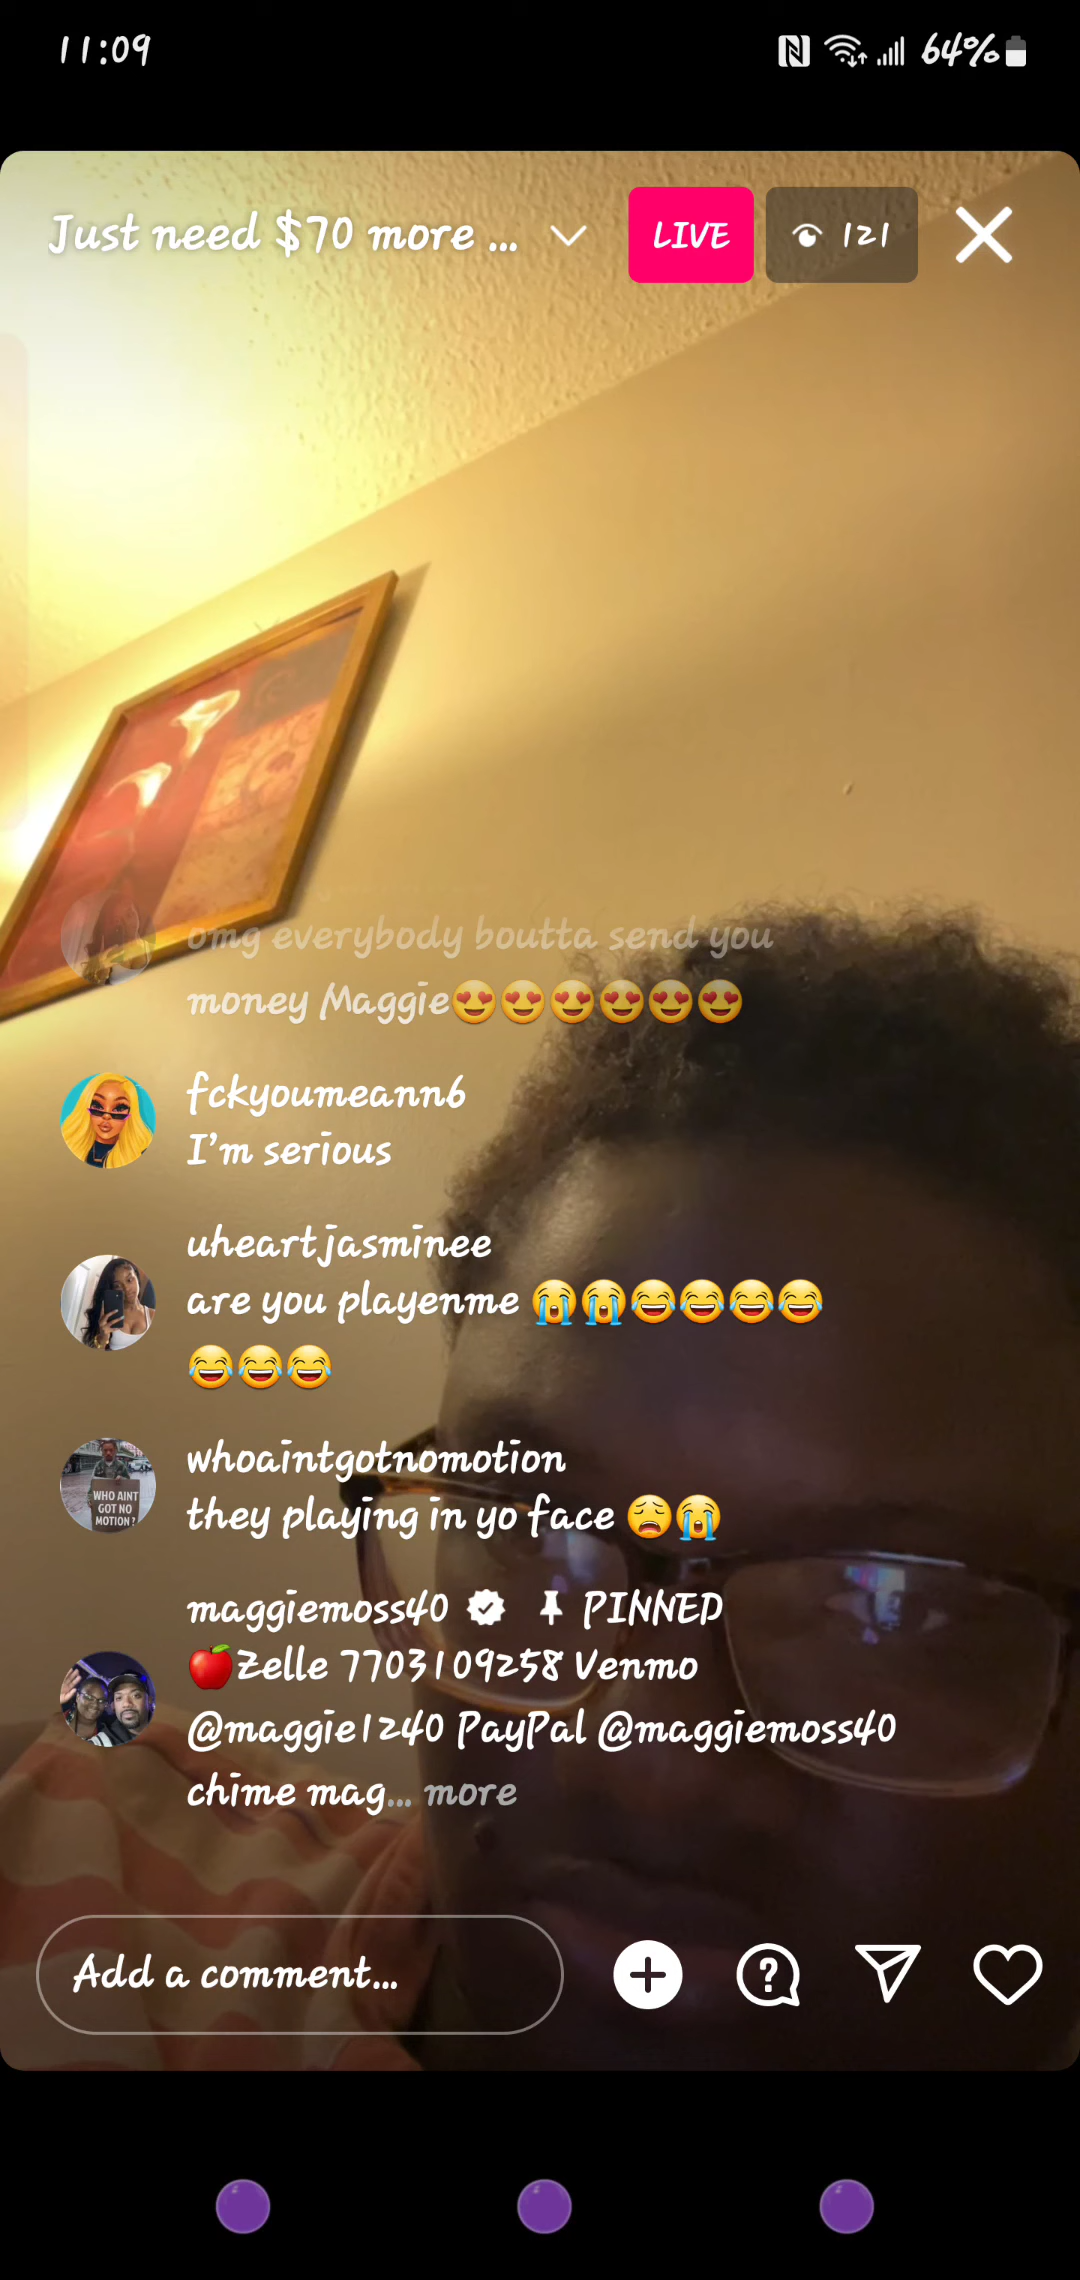 11:09
64%
Just need $70 more ...
LIVE
121
omg everybody boutta send you
money Maggie😍😍😍😍😍😍
fckyoumeann6
I'm serious
uheartjasminee
are you playenme 😭😭😂😂😂😂
😂😂😂
whoaintgotnomotion
they playing in yo face 😩😭
WHO AINT
GOT NO
MOTION?
maggiemoss40 PINNED
🍎Zelle 7703109258 Venmo
@maggie1240 PayPal @maggiemoss40
chime mag... more
Add a comment...